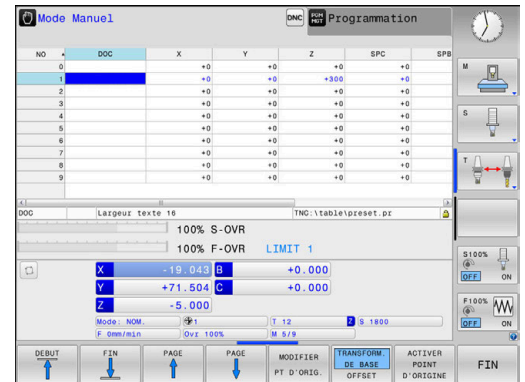 Mode Manuel
DNC
PGM MGT
Programmation
NO DOC X Y Z SPC SPB
0 +0 +0 +0 +0
1 +0 +0 +300 +0
2 +0 +0 +0 +0
3 +0 +0 +0 +0
4 +0 +0 +0 +0
5 +0 +0 +0 +0
6 +0 +0 +0 +0
7 +0 +0 +0 +0
8 +0 +0 +0 +0
9 +0 +0 +0 +0
DOC Largeur texte 16 TNC:\table\preset.pr
100% S-OVR
100% F-OVR LIMIT 1
X -19.043 B +0.000
Y +71.504 C +0.000
Z -5.000
Mode: NOM. 1 T 12 Z S 1800
F 0mm/min Ovr 100% M 5/9
M
S
T
S100%
OFF ON
F100%
OFF ON
DEBUT
FIN
PAGE
PAGE
MODIFIER
PT D'ORIG.
TRANSFORM.
DE BASE
OFFSET
ACTIVER
POINT
D'ORIGINE
FIN